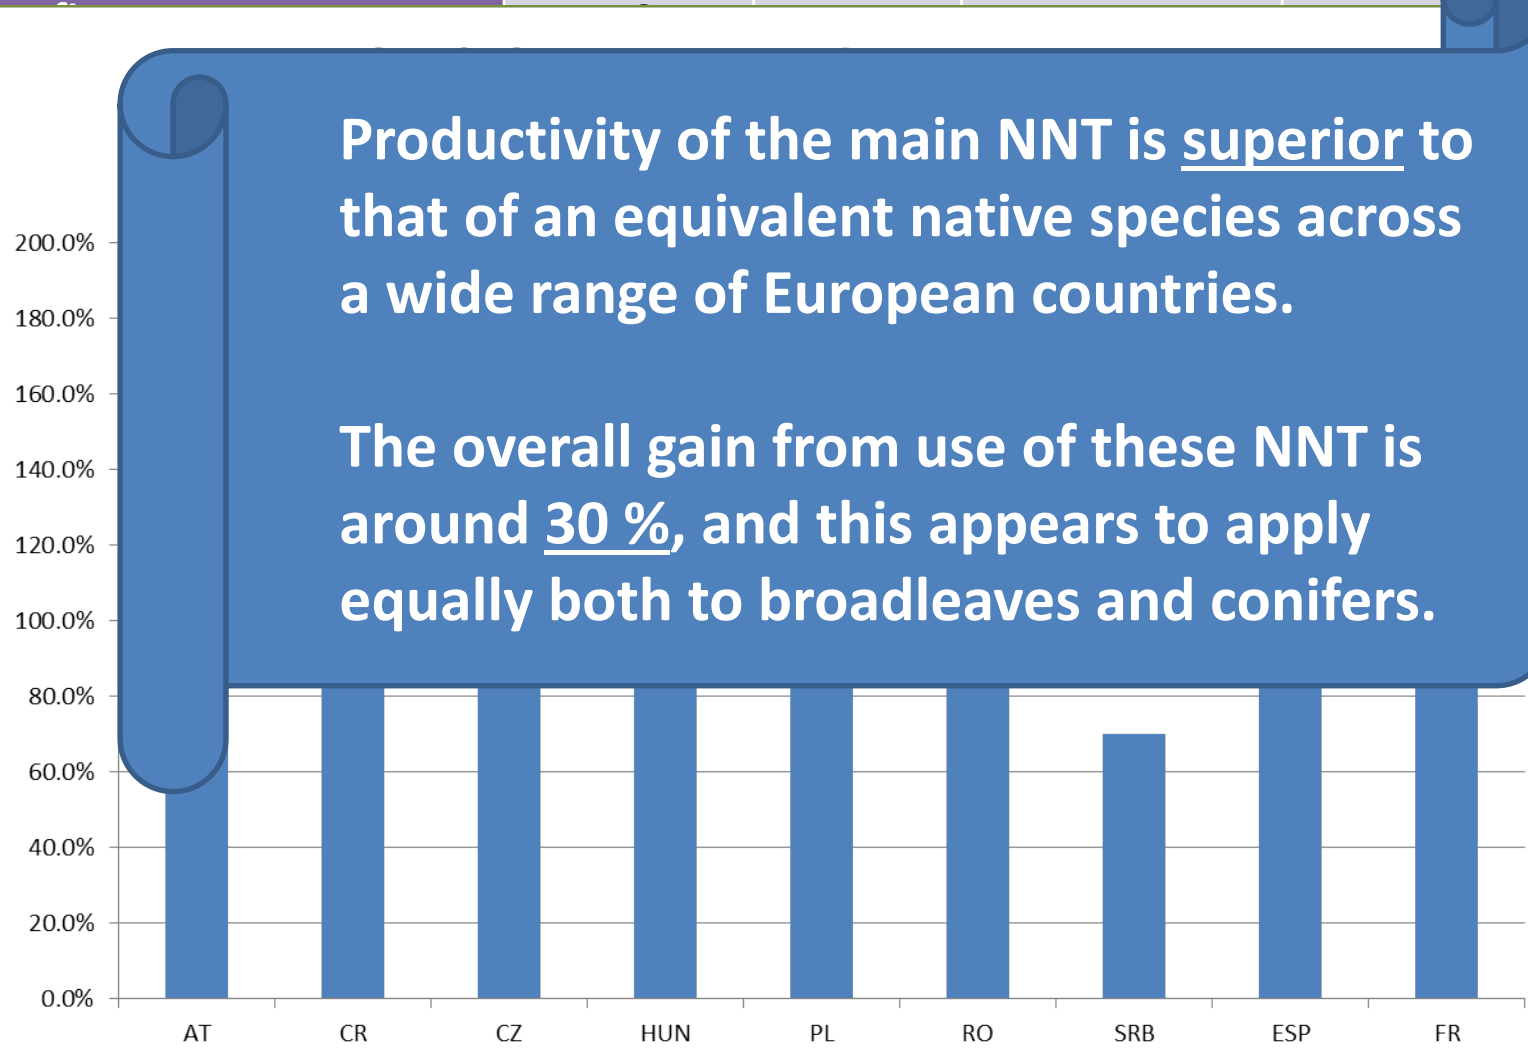 Productivity of the main NNT is superior to
that of an equivalent native species across
a wide range of European countries.
The overall gain from use of these NNT is
around 30 %, and this appears to apply
equally both to broadleaves and conifers.
200.0%
180.0%
160.0%
140.0%
120.0%
100.0%
80.0%
60.0%
40.0%
20.0%
0.0%
AT CR CZ HUN PL RO SRB ESP FR